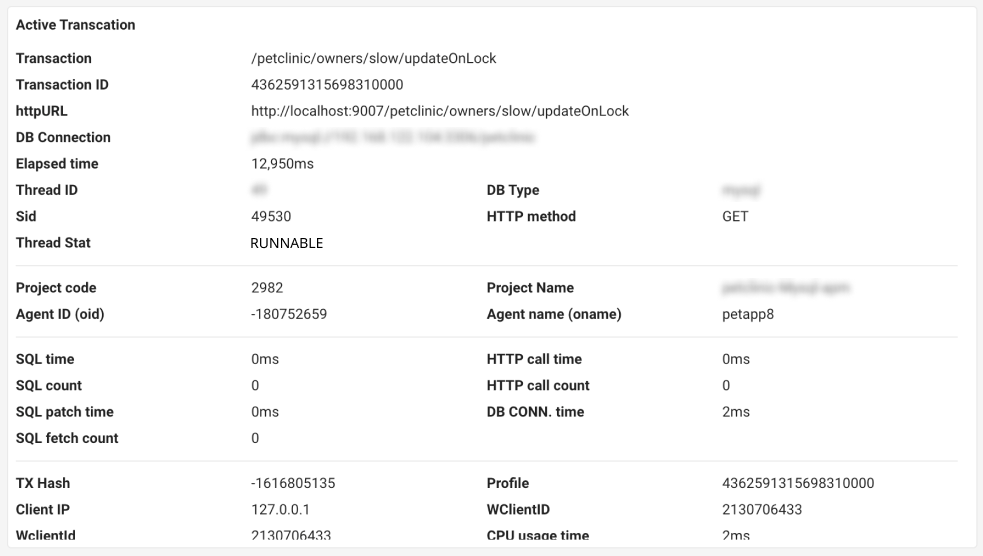 Active Transcation
Transaction /petclinic/owners/slow/updateOnLock
Transaction ID 4362591315698310000
httpURL http://localhost:9007/petclinic/owners/slow/updateOnLock
DB Connection
Elapsed time 12,950ms
Thread ID DB Type
Sid 49530 HTTP method GET
Thread Stat RUNNABLE
Project code 2982 Project Name
Agent ID (oid) -180752659 Agent name (oname) petapp8
SQL time 0ms HTTP call time 0ms
SQL count 0 HTTP call count 0
SQL patch time 0ms DB CONN. time 2ms
SQL fetch count 0
TX Hash -1616805135 Profile 4362591315698310000
Client IP 127.0.0.1 WClientID 2130706433
WclientId 2130706433 CPU usage time 2ms